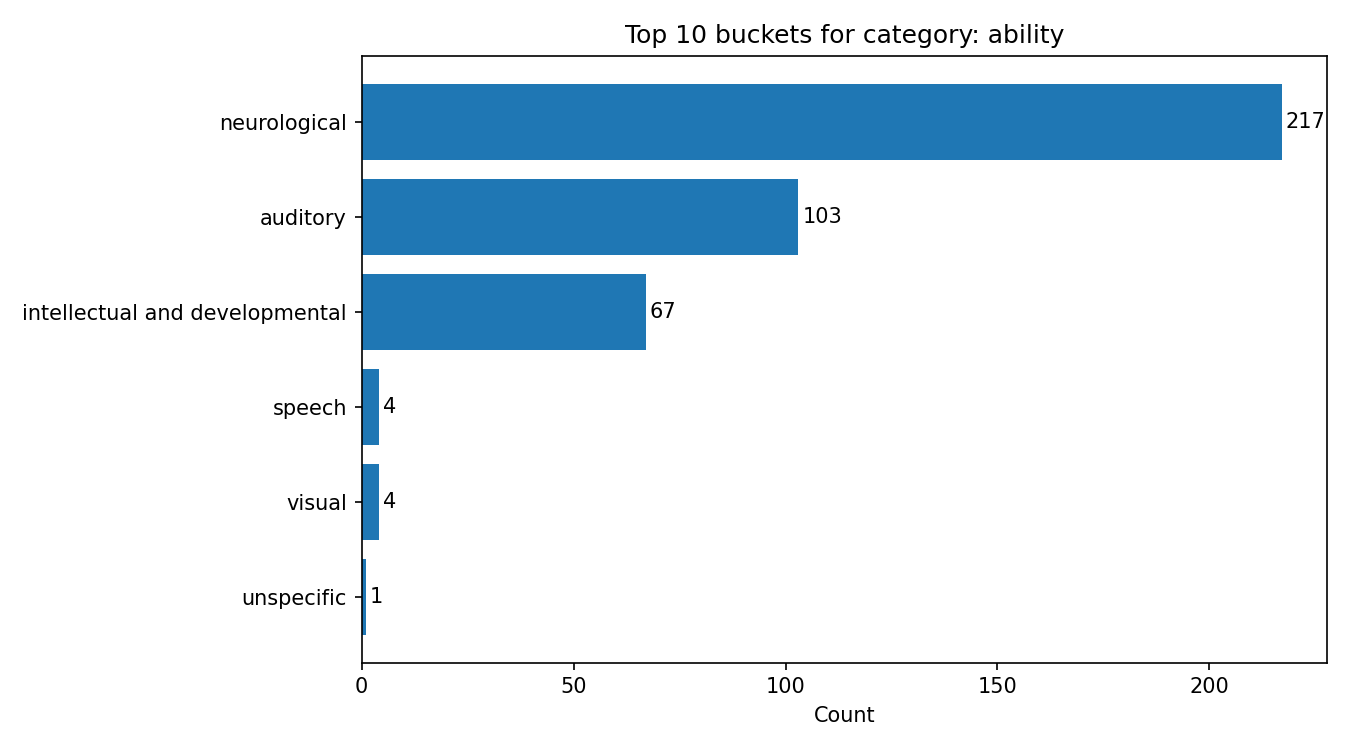 Top 10 buckets for category: ability
neurological
217
auditory
103
intellectual and developmental
67
speech
4
visual
4
unspecific
1
0
50
100
150
200
Count